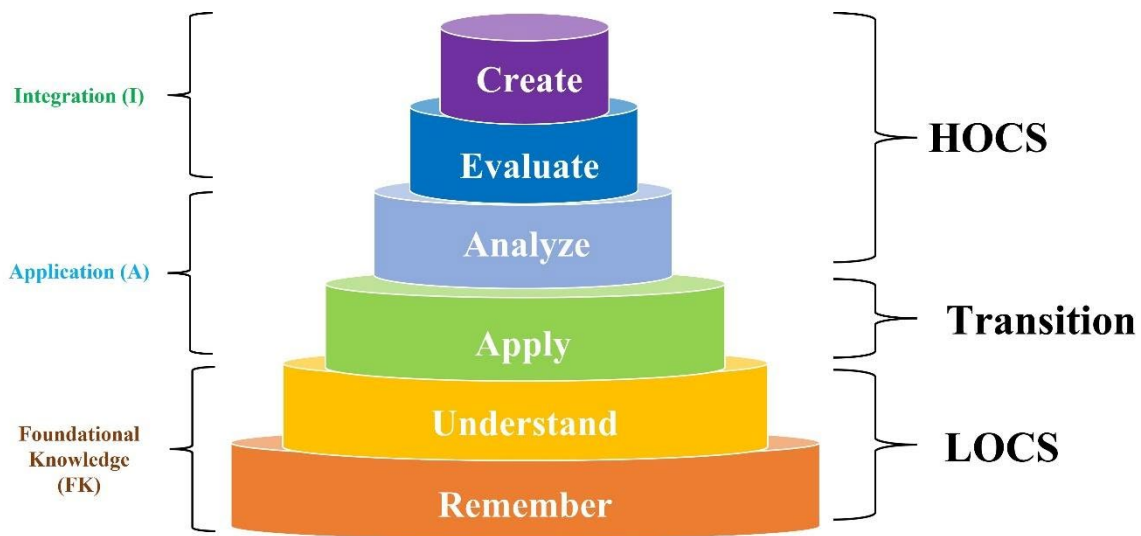 Create
Integration (I)
HOCS
Evaluate
Analyze
Application (A)
Transition
Apply
Understand
Foundational
Knowledge
(FK)
LOCS
Remember